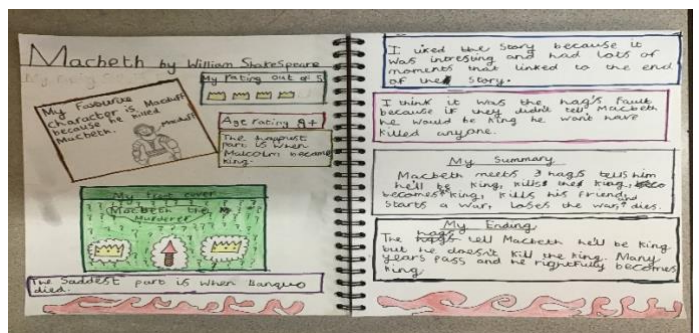 Macbeth by William Shakespeare
My rating out of 5
My Favourite
character is Macduff
because he killed
Macbeth.
Macduff
Age rating 9+
The happiest
part is when
Malcolm became
king.
My front cover
Macbeth the
Murderer
The Saddest part is when Banquo
died.
I liked the story because it
was intresting and had lots of
moments that linked to the end
of the story.
I think it was the hag's fault
because if they didn't tell Macbeth
he would be king he won't have
killed anyone.
My Summary
Macbeth meets 3 hags tells him
he'll be king, kills the king,
becomes king, kills his friend,
starts a war, loses the war, and dies.
My Ending
The hags tell Macbeth he'll be king
but he doesn't kill the king. Many
years pass and he rightfully becomes
king